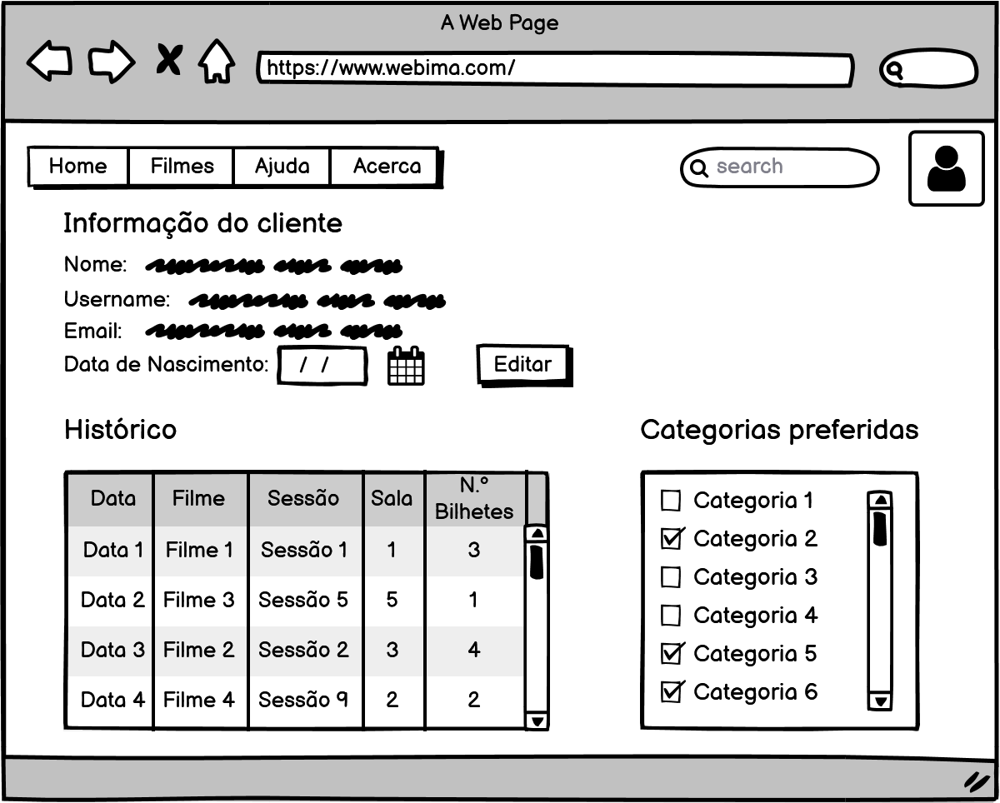 A Web Page
https://www.webima.com/
Home Filmes Ajuda Acerca
search
Informação do cliente
Nome:
Username:
Email:
Data de Nascimento: / / Editar
Histórico
Data Filme Sessão Sala N.º Bilhetes
Data 1 Filme 1 Sessão 1 1 3
Data 2 Filme 3 Sessão 5 5 1
Data 3 Filme 2 Sessão 2 3 4
Data 4 Filme 4 Sessão 9 2 2
Categorias preferidas
Categoria 1
Categoria 2
Categoria 3
Categoria 4
Categoria 5
Categoria 6